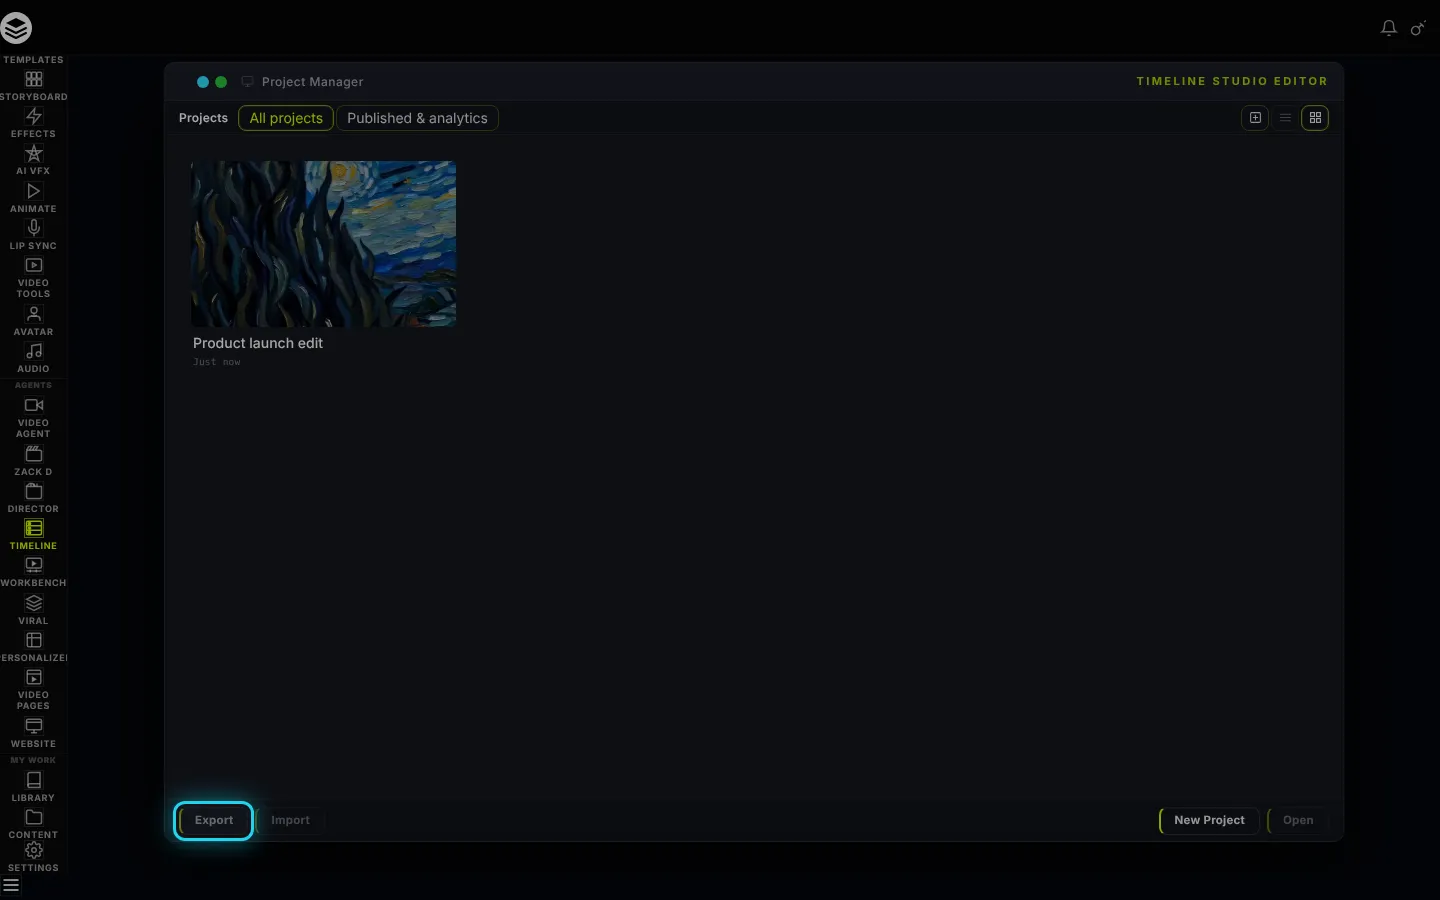 TEMPLATES
STORYBOARD
EFFECTS
AI VFX
ANIMATE
LIP SYNC
VIDEO
TOOLS
AVATAR
AUDIO
AGENTS
VIDEO
AGENT
ZACK D
DIRECTOR
TIMELINE
WORKBENCH
VIRAL
PERSONALIZE
VIDEO
PAGES
WEBSITE
MY WORK
LIBRARY
CONTENT
SETTINGS
Project Manager
TIMELINE STUDIO EDITOR
Projects All projects Published & analytics
Product launch edit
Just now
Export Import New Project Open